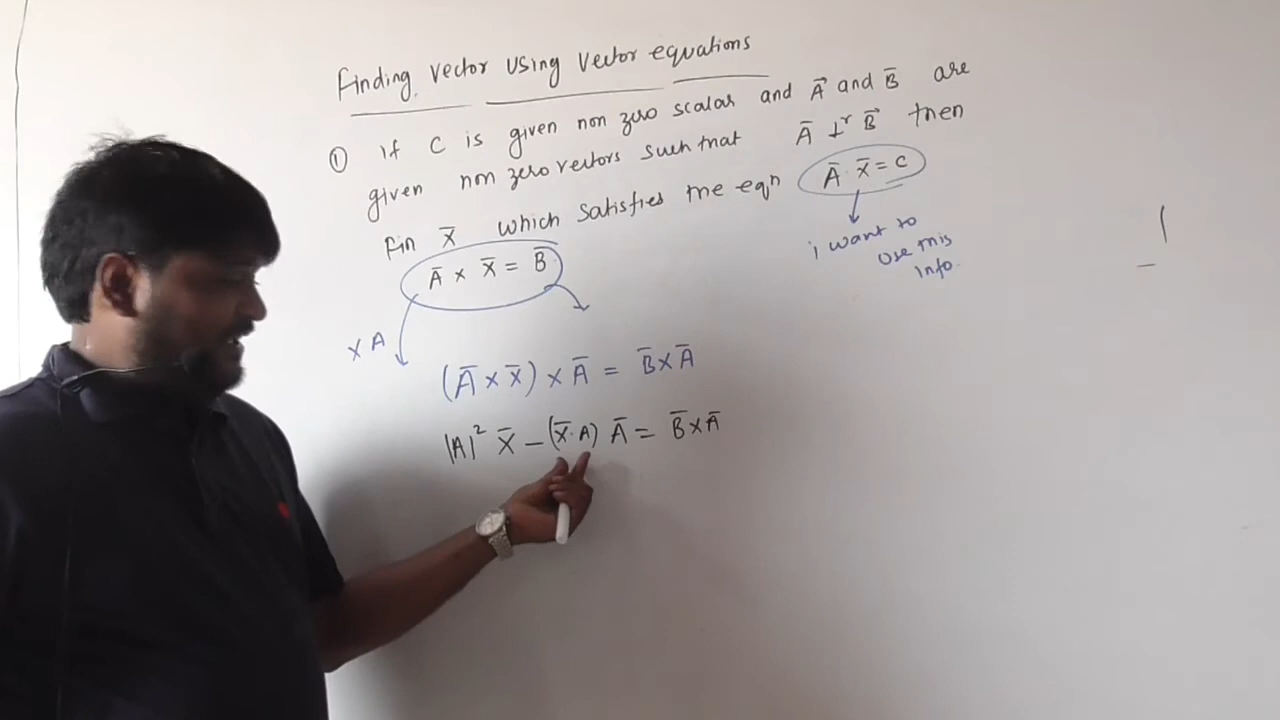 Finding vector using vector equations
① If C is given non zero scalar and A⃗ and B̄ are
given non zero vectors such that Ā ⊥ʳ B⃗ then
Fin X̄ which satisfies the eqⁿ Ā · X̄ = C
Ā × X̄ = B̄
i want to
use this
info.
× A
(Ā × X̄) × Ā = B̄ × Ā
|A|² X̄ – (X̄·A) Ā = B̄ × Ā